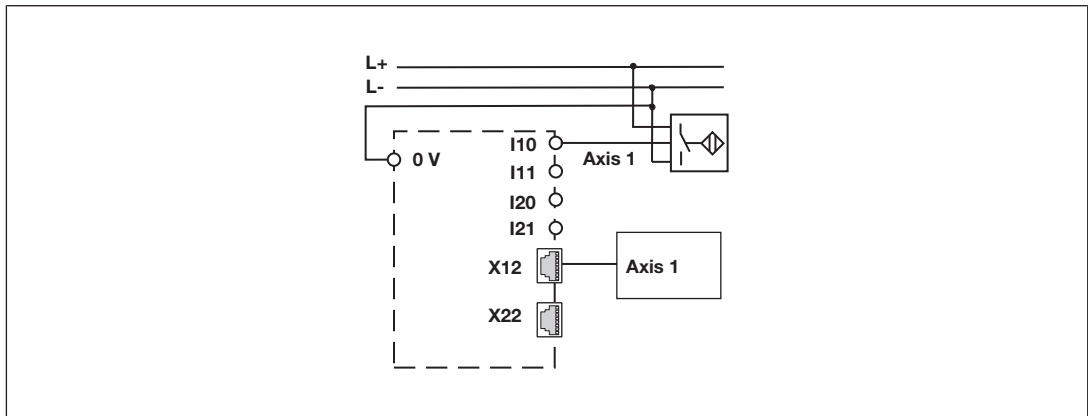 L+
L-
0 V
I10
Axis 1
I11
I20
I21
X12
Axis 1
X22